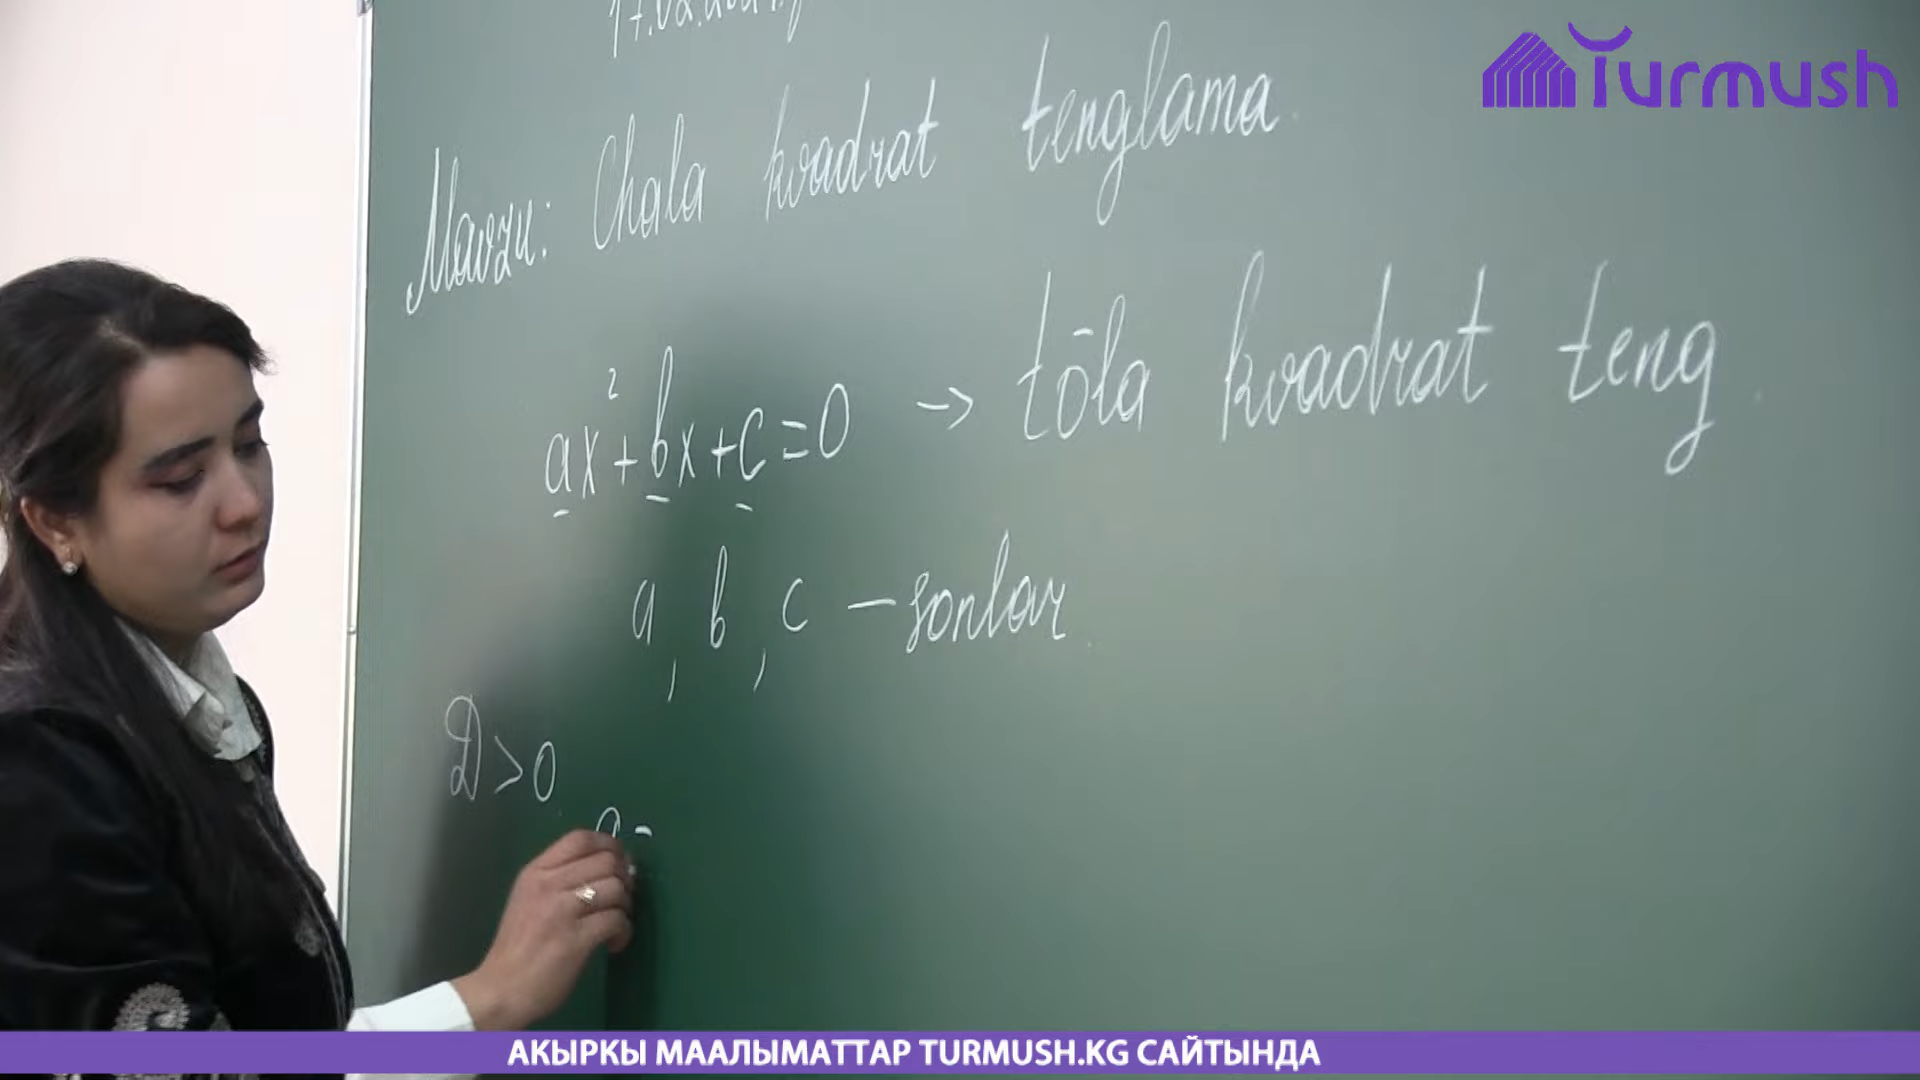 Turmush
Mavzu: Chala kvadrat tenglama
ax²+bx+c=0 → tōla kvadrat teng
a, b, c – sonlar
D>0
АКЫРКЫ МААЛЫМАТТАР TURMUSH.KG САЙТЫНДА